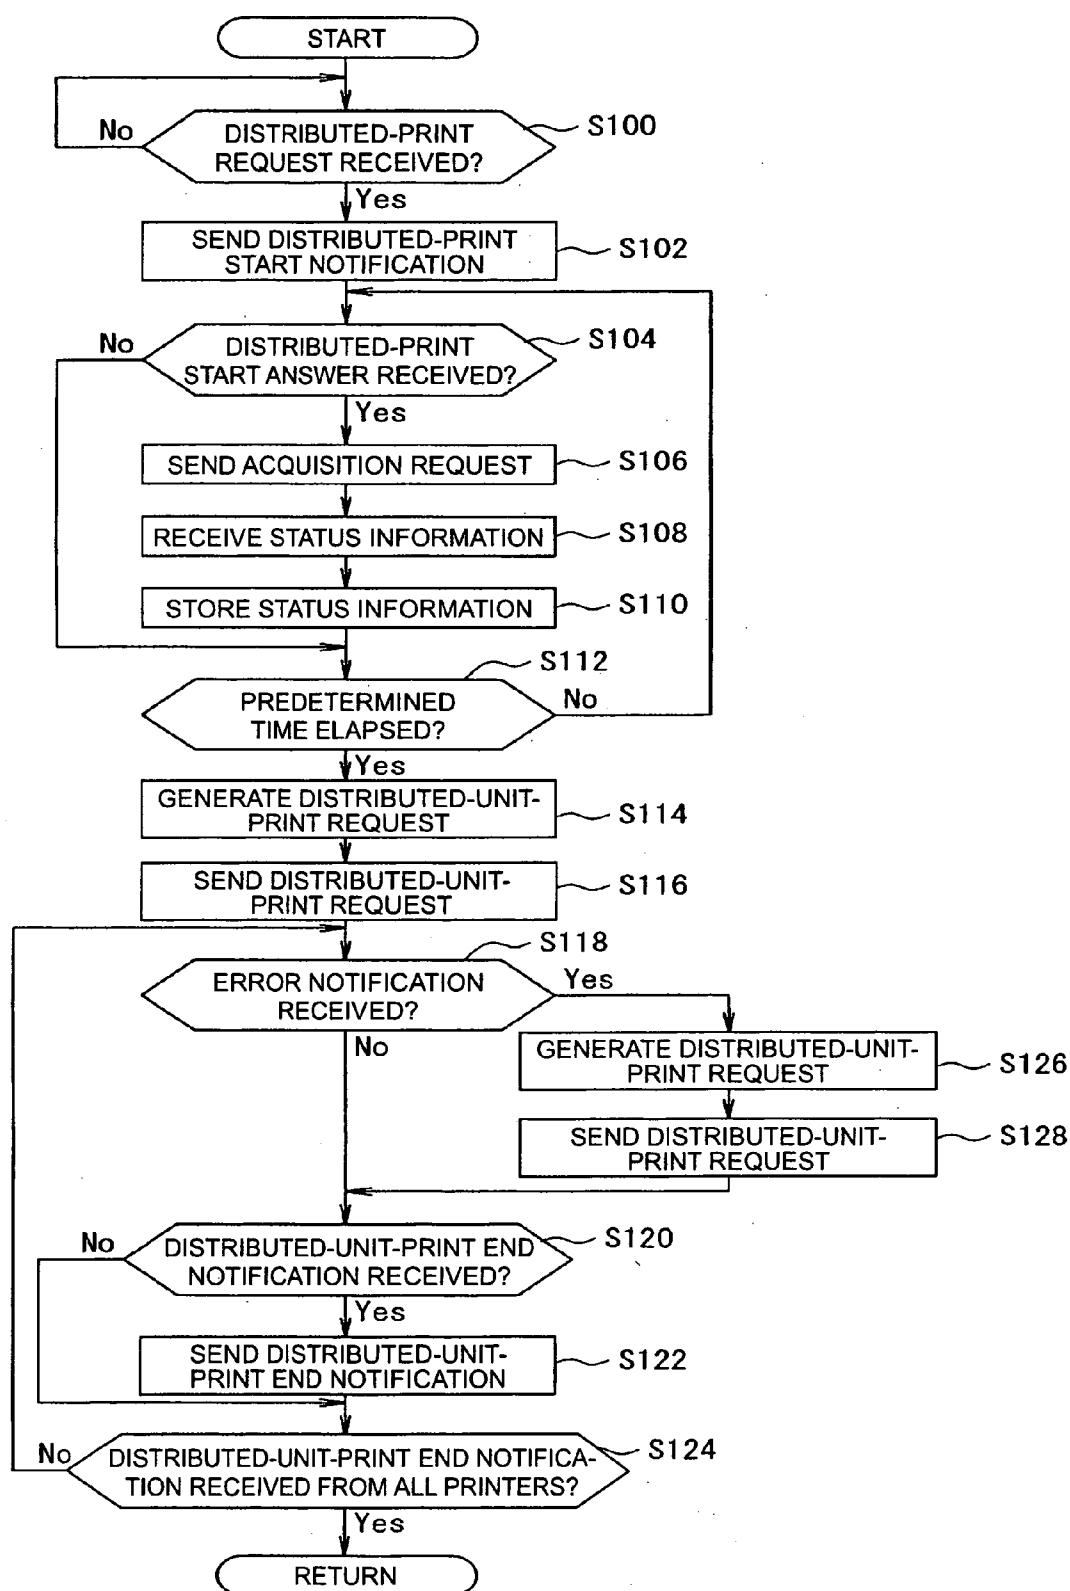 START
No
DISTRIBUTED-PRINT
REQUEST RECEIVED?
S100
Yes
SEND DISTRIBUTED-PRINT
START NOTIFICATION
S102
No
DISTRIBUTED-PRINT
START ANSWER RECEIVED?
S104
Yes
SEND ACQUISITION REQUEST
S106
RECEIVE STATUS INFORMATION
S108
STORE STATUS INFORMATION
S110
S112
PREDETERMINED
TIME ELAPSED?
No
Yes
GENERATE DISTRIBUTED-UNIT-
PRINT REQUEST
S114
SEND DISTRIBUTED-UNIT-
PRINT REQUEST
S116
S118
ERROR NOTIFICATION
RECEIVED?
Yes
No
GENERATE DISTRIBUTED-UNIT-
PRINT REQUEST
S126
SEND DISTRIBUTED-UNIT-
PRINT REQUEST
S128
No
DISTRIBUTED-UNIT-PRINT END
NOTIFICATION RECEIVED?
S120
Yes
SEND DISTRIBUTED-UNIT-
PRINT END NOTIFICATION
S122
No
DISTRIBUTED-UNIT-PRINT END NOTIFICA-
TION RECEIVED FROM ALL PRINTERS?
S124
Yes
RETURN